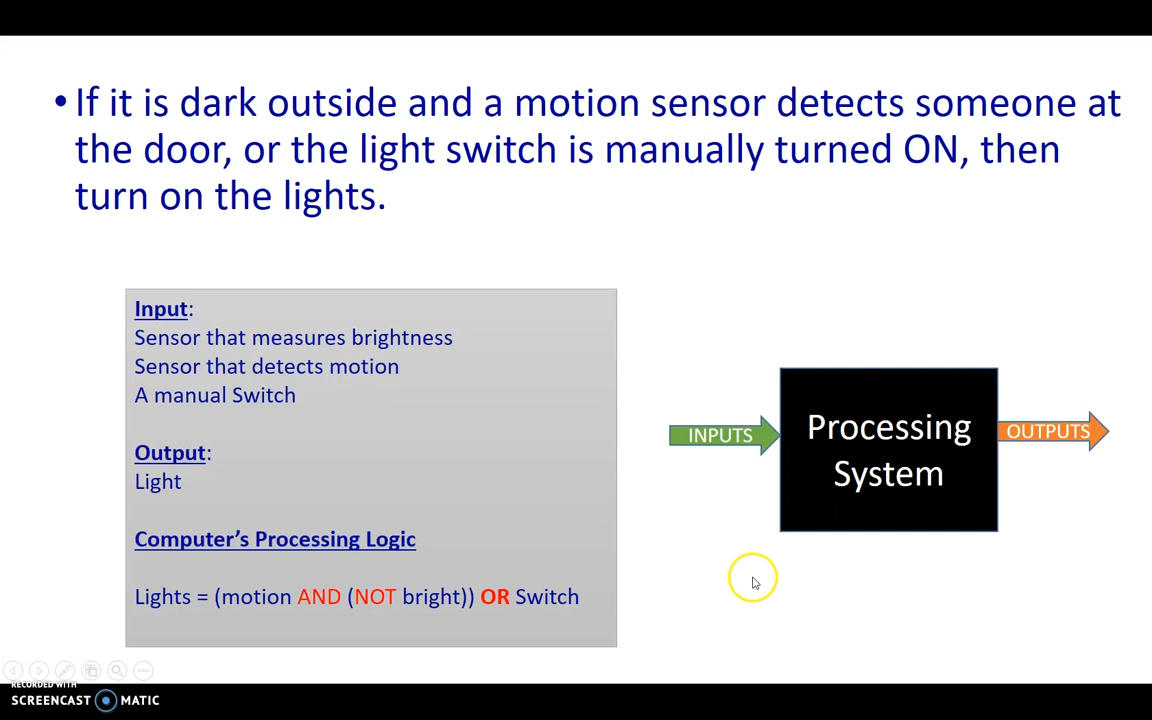 •If it is dark outside and a motion sensor detects someone at
the door, or the light switch is manually turned ON, then
turn on the lights.
Input:
Sensor that measures brightness
Sensor that detects motion
A manual Switch
Output:
Light
Computer’s Processing Logic
Lights = (motion AND (NOT bright)) OR Switch
INPUTS
Processing
System
OUTPUTS
RECORDED WITH
SCREENCAST MATIC